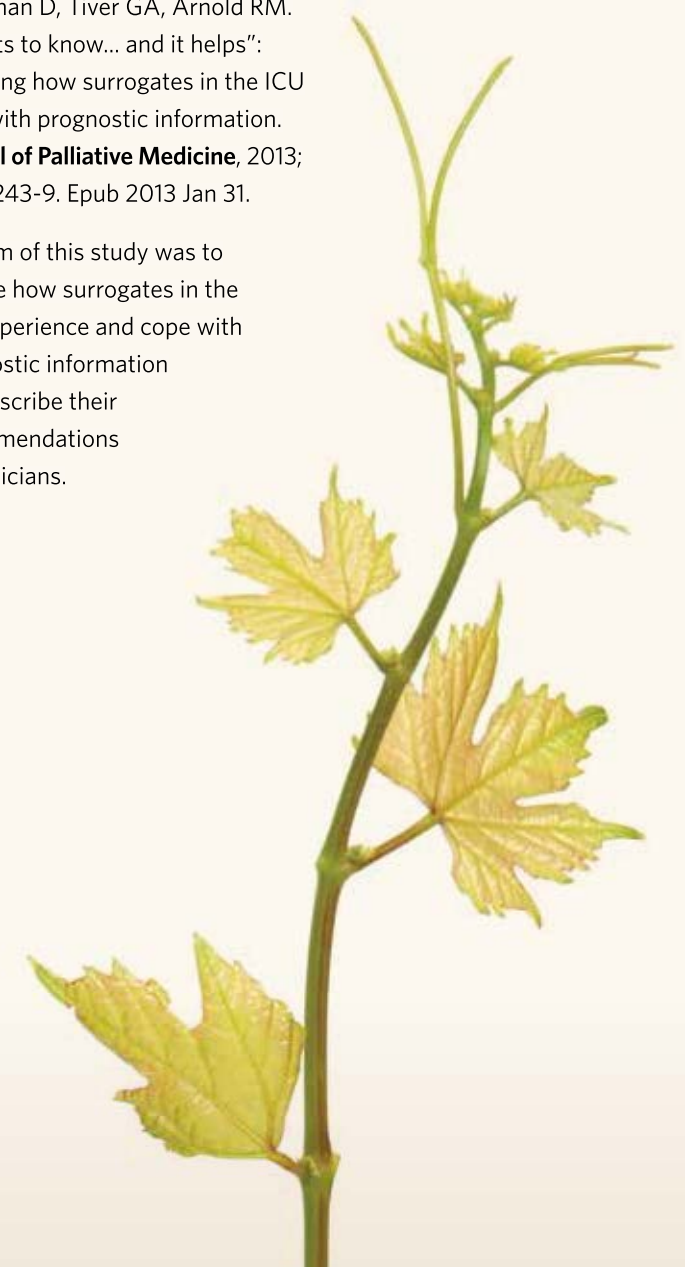 nan D, Tiver GA, Arnold RM.
ts to know... and it helps":
ng how surrogates in the ICU
with prognostic information.
l of Palliative Medicine, 2013;
243-9. Epub 2013 Jan 31.
m of this study was to
e how surrogates in the
xperience and cope with
ostic information
scribe their
mendations
icians.